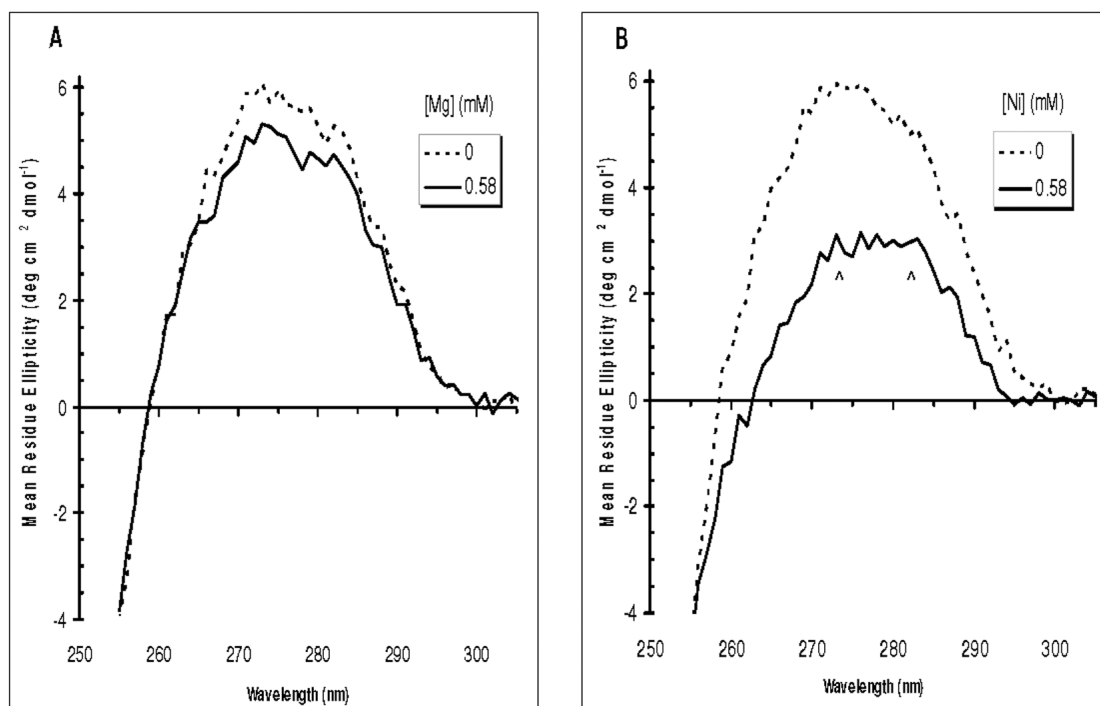 A
[Mg] (mM)
0
0.58
Mean Residue Ellipticity (deg cm 2 dmol-1)
6
4
2
0
-2
-4
250 260 270 280 290 300
Wavelength (nm)
B
[Ni] (mM)
0
0.58
^ ^
Mean Residue Ellipticity (deg cm 2 dmol-1)
6
4
2
0
-2
-4
250 260 270 280 290 300
Wavelength (nm)